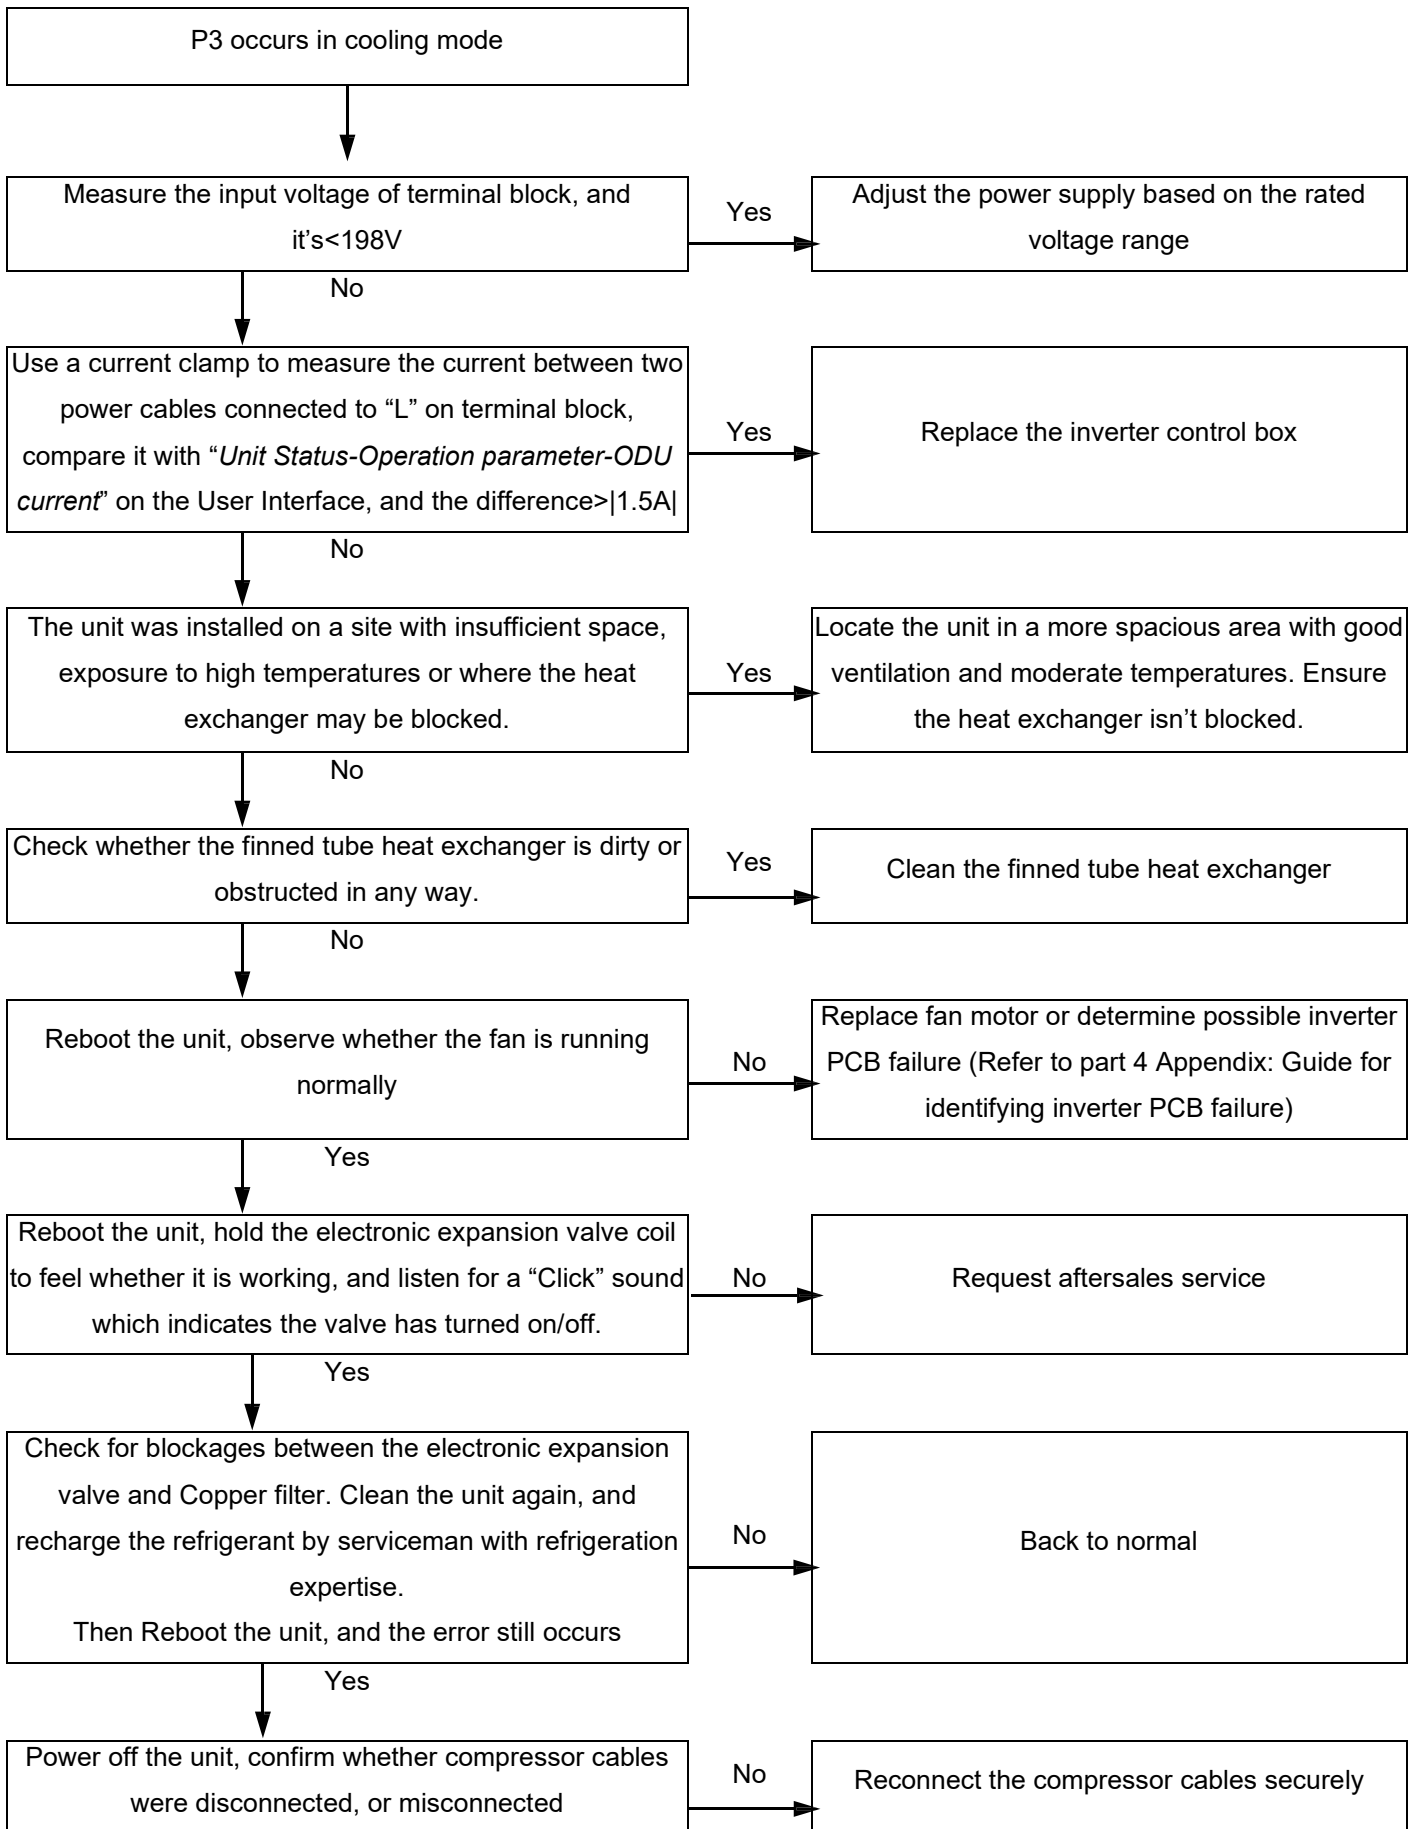 P3 occurs in cooling mode
Measure the input voltage of terminal block, and
it’s<198V
Yes
Adjust the power supply based on the rated
voltage range
No
Use a current clamp to measure the current between two
power cables connected to “L” on terminal block,
compare it with “Unit Status-Operation parameter-ODU
current” on the User Interface, and the difference>|1.5A|
Yes
Replace the inverter control box
No
The unit was installed on a site with insufficient space,
exposure to high temperatures or where the heat
exchanger may be blocked.
Yes
Locate the unit in a more spacious area with good
ventilation and moderate temperatures. Ensure
the heat exchanger isn’t blocked.
No
Check whether the finned tube heat exchanger is dirty or
obstructed in any way.
Yes
Clean the finned tube heat exchanger
No
Reboot the unit, observe whether the fan is running
normally
No
Replace fan motor or determine possible inverter
PCB failure (Refer to part 4 Appendix: Guide for
identifying inverter PCB failure)
Yes
Reboot the unit, hold the electronic expansion valve coil
to feel whether it is working, and listen for a “Click” sound
which indicates the valve has turned on/off.
No
Request aftersales service
Yes
Check for blockages between the electronic expansion
valve and Copper filter. Clean the unit again, and
recharge the refrigerant by serviceman with refrigeration
expertise.
Then Reboot the unit, and the error still occurs
No
Back to normal
Yes
Power off the unit, confirm whether compressor cables
were disconnected, or misconnected
No
Reconnect the compressor cables securely